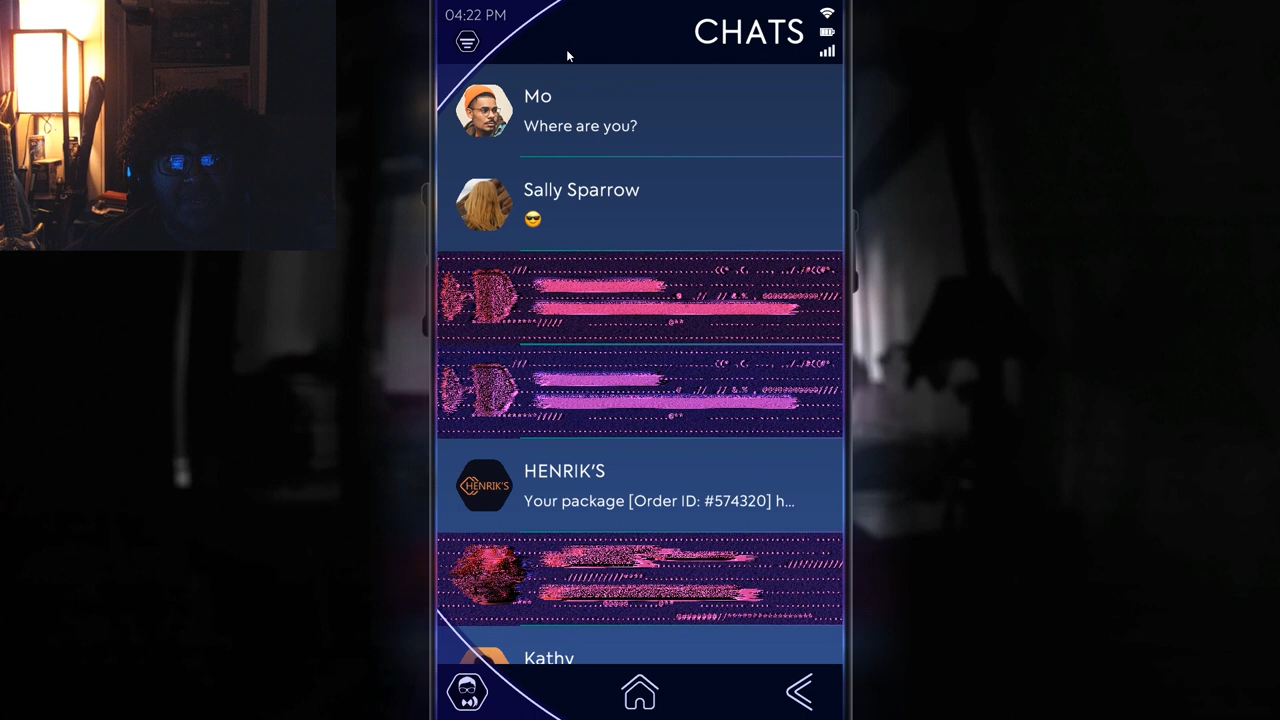 04:22 PM
CHATS
Mo
Where are you?
Sally Sparrow
HENRIK'S
HENRIK'S
Your package [Order ID: #574320] h...
Kathy